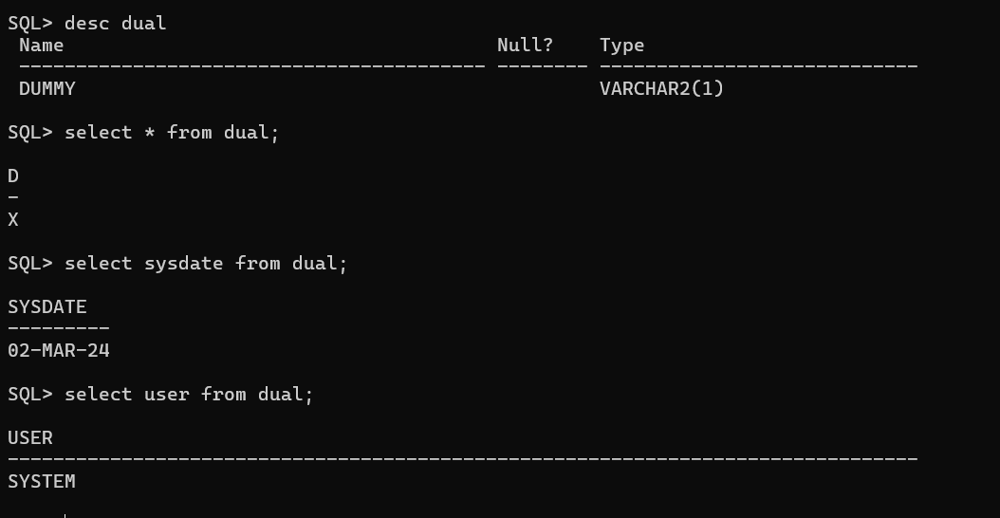 SQL> desc dual
 Name                                      Null?    Type
 ----------------------------------------- -------- ----------------------------
 DUMMY                                              VARCHAR2(1)
SQL> select * from dual;
D
-
X
SQL> select sysdate from dual;
SYSDATE
---------
02-MAR-24
SQL> select user from dual;
USER
--------------------------------------------------------------------------------
SYSTEM